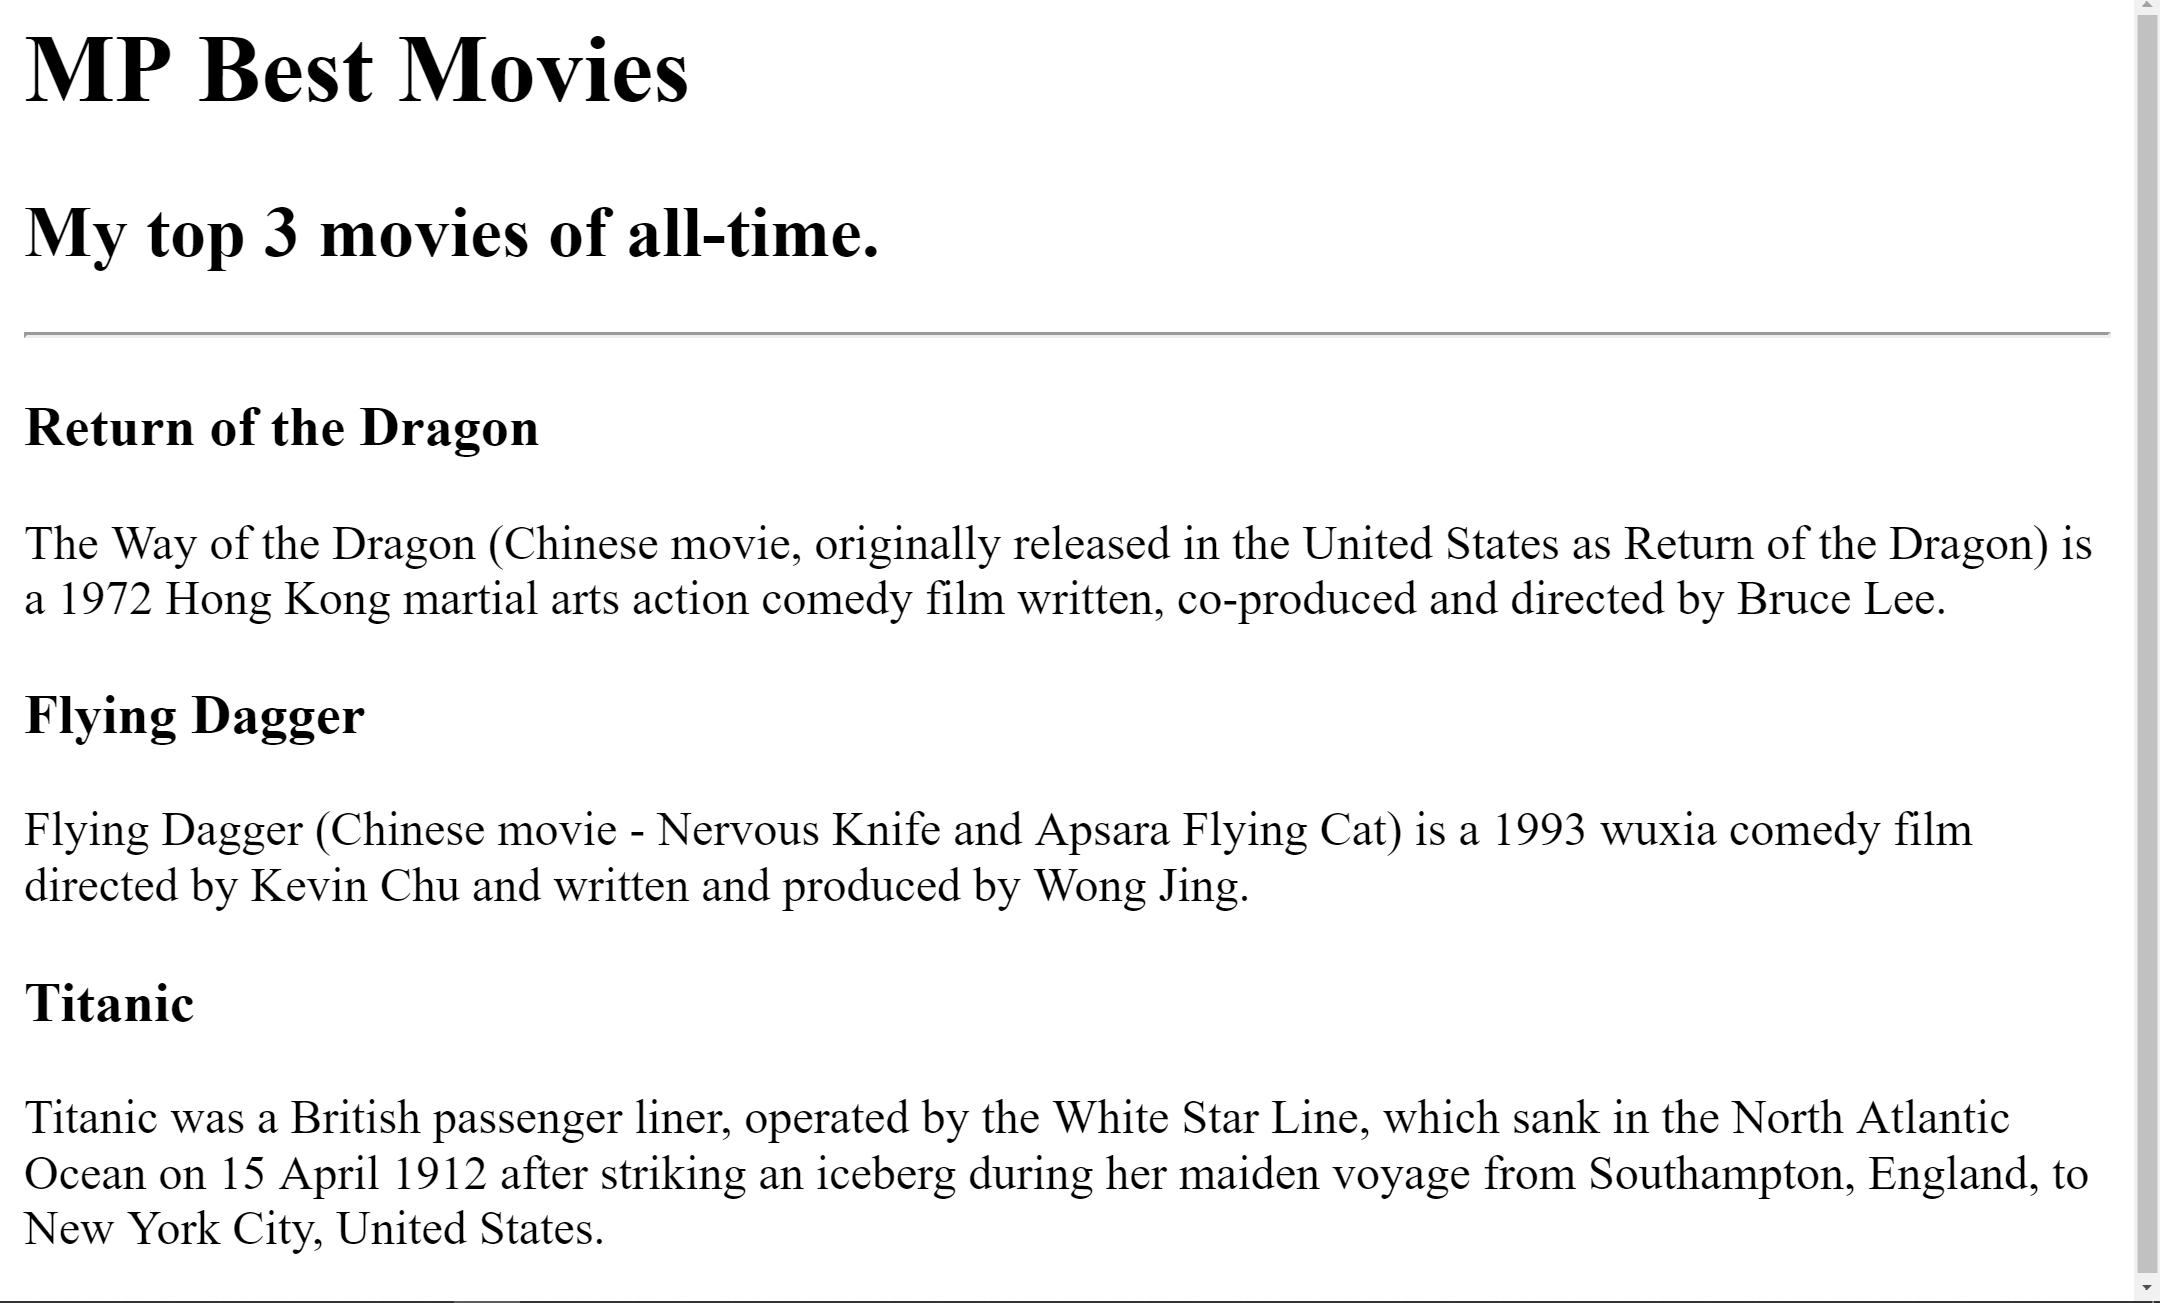 MP Best Movies
My top 3 movies of all-time.
Return of the Dragon
The Way of the Dragon (Chinese movie, originally released in the United States as Return of the Dragon) is
a 1972 Hong Kong martial arts action comedy film written, co-produced and directed by Bruce Lee.
Flying Dagger
Flying Dagger (Chinese movie - Nervous Knife and Apsara Flying Cat) is a 1993 wuxia comedy film
directed by Kevin Chu and written and produced by Wong Jing.
Titanic
Titanic was a British passenger liner, operated by the White Star Line, which sank in the North Atlantic
Ocean on 15 April 1912 after striking an iceberg during her maiden voyage from Southampton, England, to
New York City, United States.